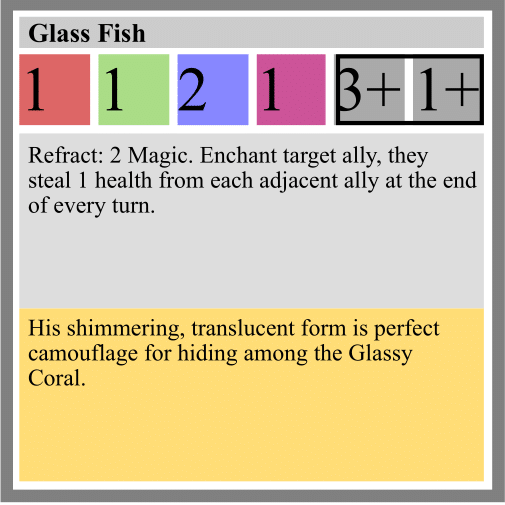 Glass Fish
1 1 2 1 3+ 1+
Refract: 2 Magic. Enchant target ally, they
steal 1 health from each adjacent ally at the end
of every turn.
His shimmering, translucent form is perfect
camouflage for hiding among the Glassy
Coral.